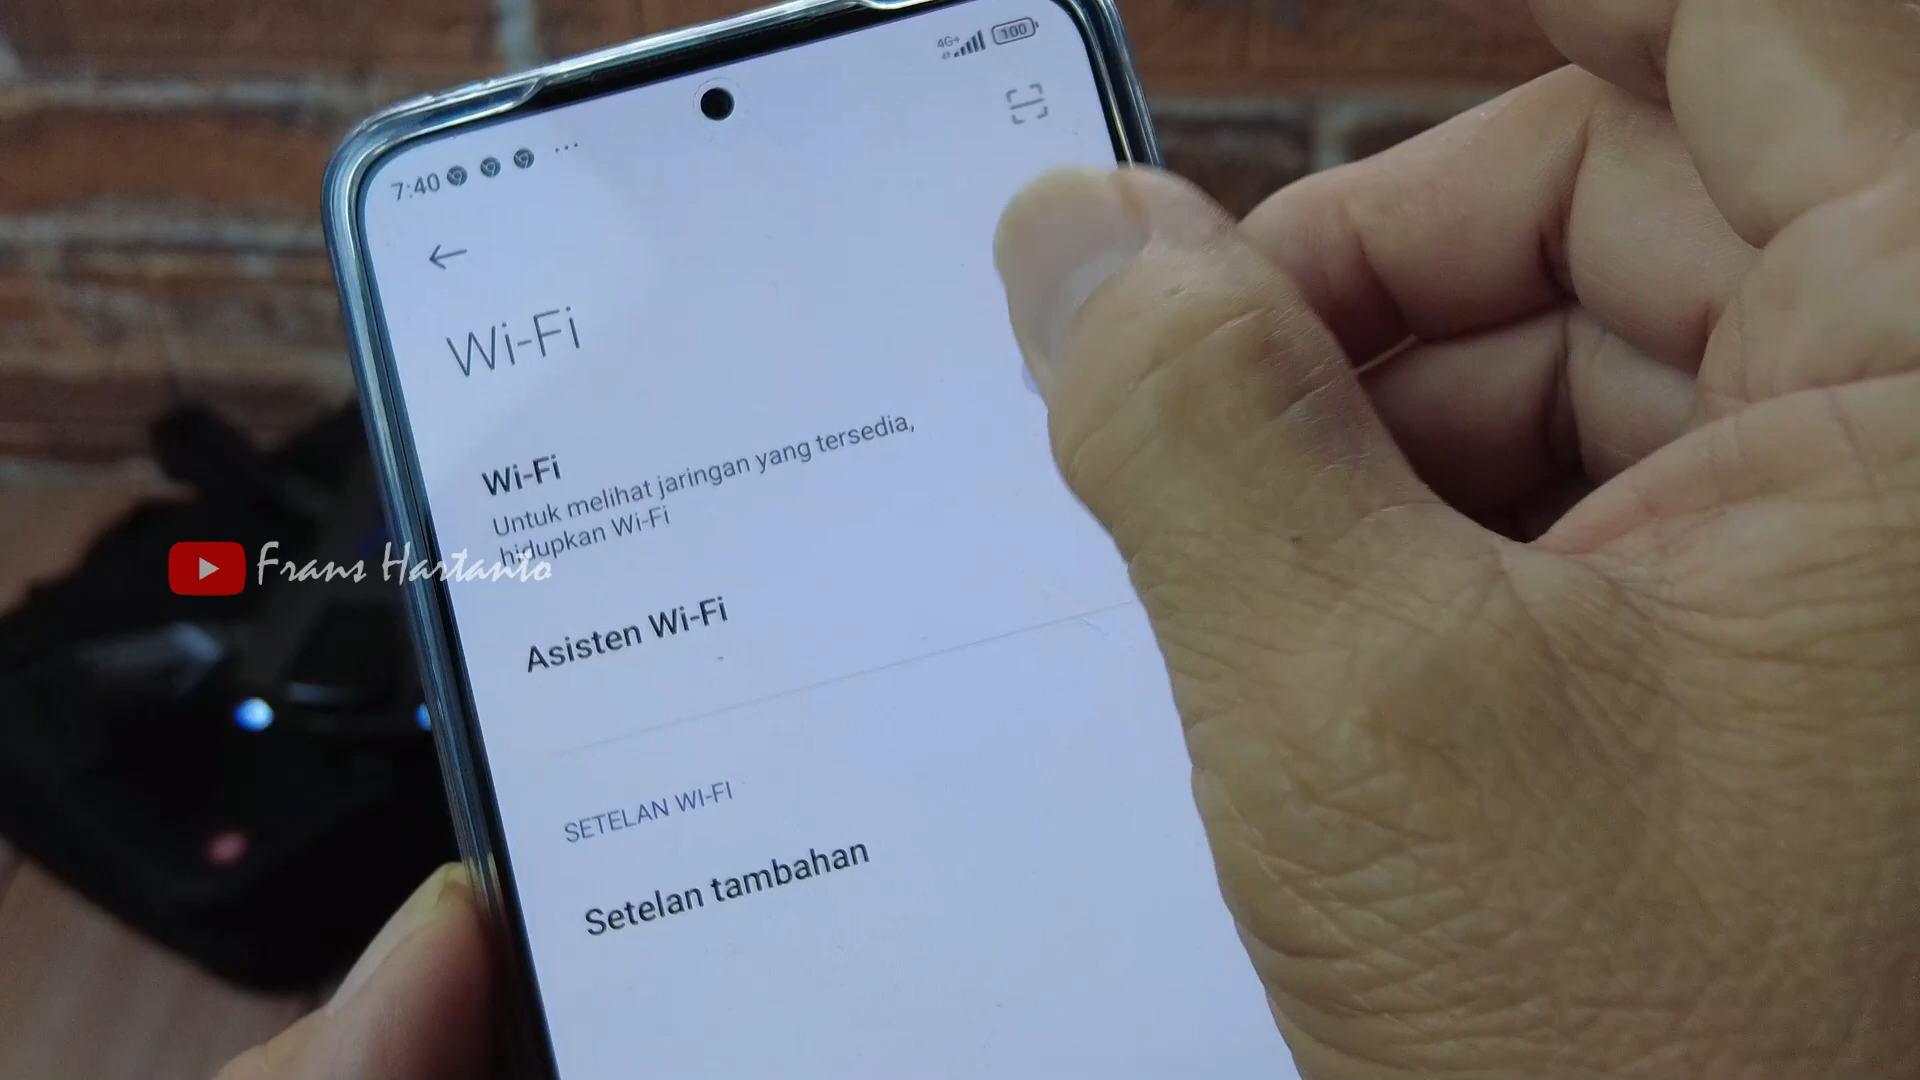 4G+
100
7:40
Wi-Fi
Wi-Fi
Untuk melihat jaringan yang tersedia,
hidupkan Wi-Fi
Frans Hartanto
Asisten Wi-Fi
SETELAN WI-FI
Setelan tambahan